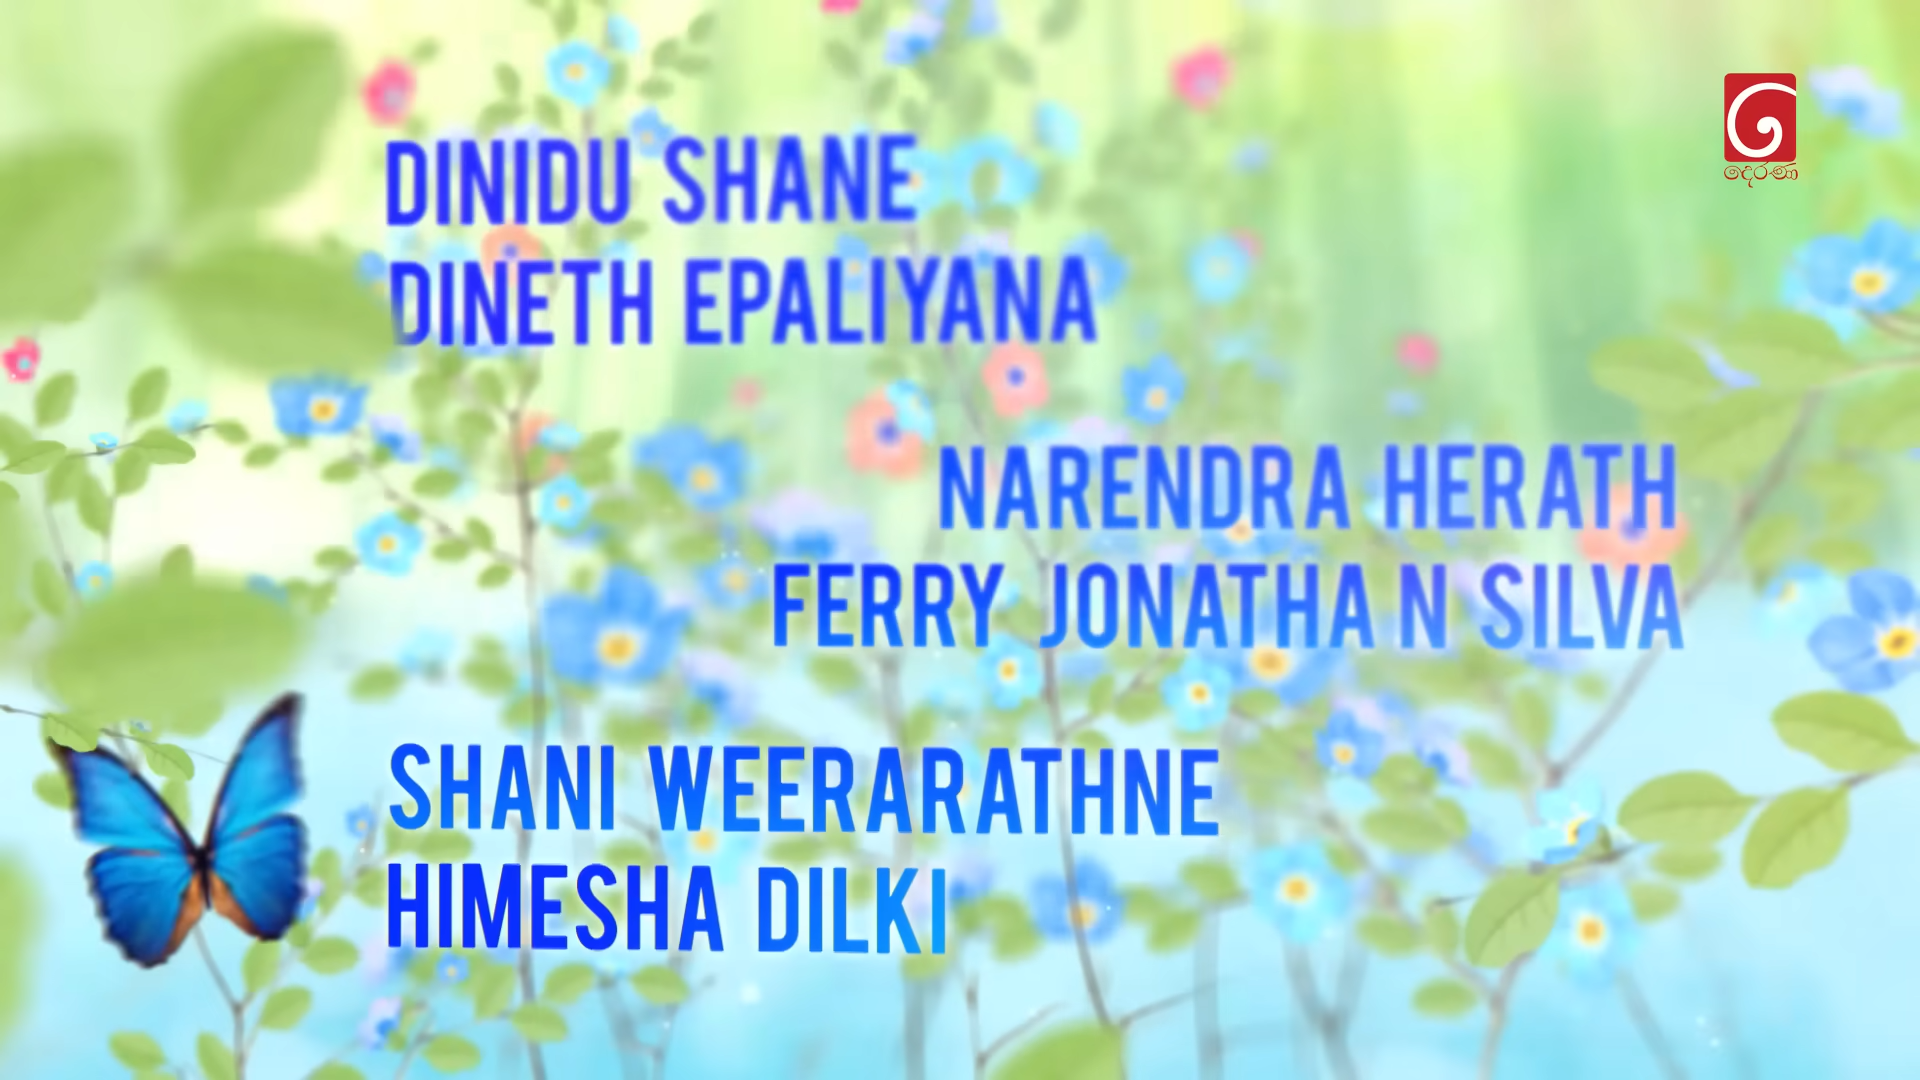 දෙරණ
DINIDU SHANE
DINETH EPALIYANA
NARENDRA HERATH
FERRY JONATHA N SILVA
SHANI WEERARATHNE
HIMESHA DILKI